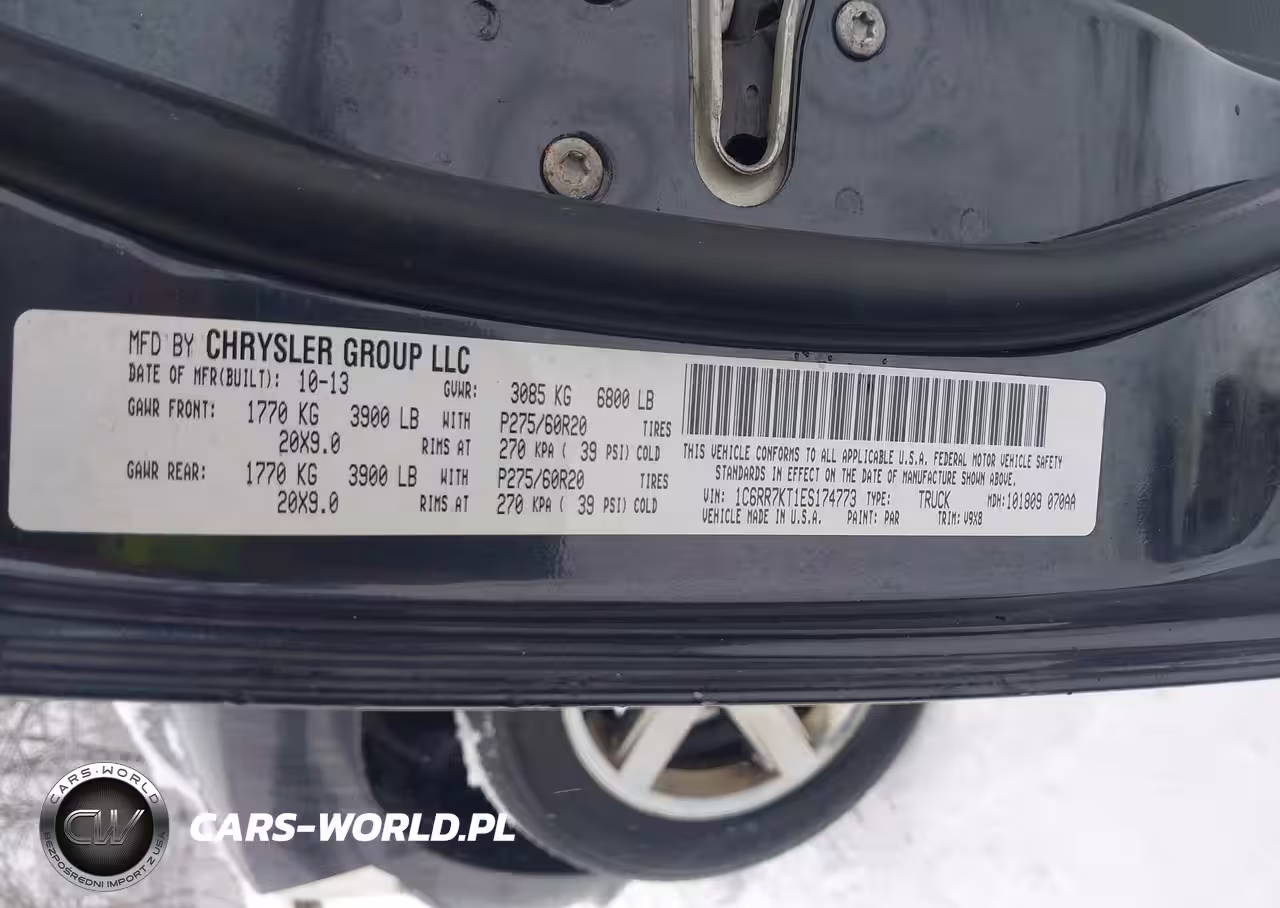 MFD BY CHRYSLER GROUP LLC
DATE OF MFR(BUILT): 10-13 GVWR: 3085 KG 6800 LB
GAWR FRONT: 1770 KG 3900 LB WITH P275/60R20 TIRES
20X9.0 RIMS AT 270 KPA ( 39 PSI) COLD
GAWR REAR: 1770 KG 3900 LB WITH P275/60R20 TIRES
20X9.0 RIMS AT 270 KPA ( 39 PSI) COLD
THIS VEHICLE CONFORMS TO ALL APPLICABLE U.S.A. FEDERAL MOTOR VEHICLE SAFETY
STANDARDS IN EFFECT ON THE DATE OF MANUFACTURE SHOWN ABOVE.
VIN: 1C6RR7KT1ES174773 TYPE: TRUCK MDH:101809 070AA
VEHICLE MADE IN U.S.A. PAINT: PAR TRIM: V9X8
CARS-WORLD
CW
BEZPOŚREDNI IMPORT Z USA
CARS-WORLD.PL